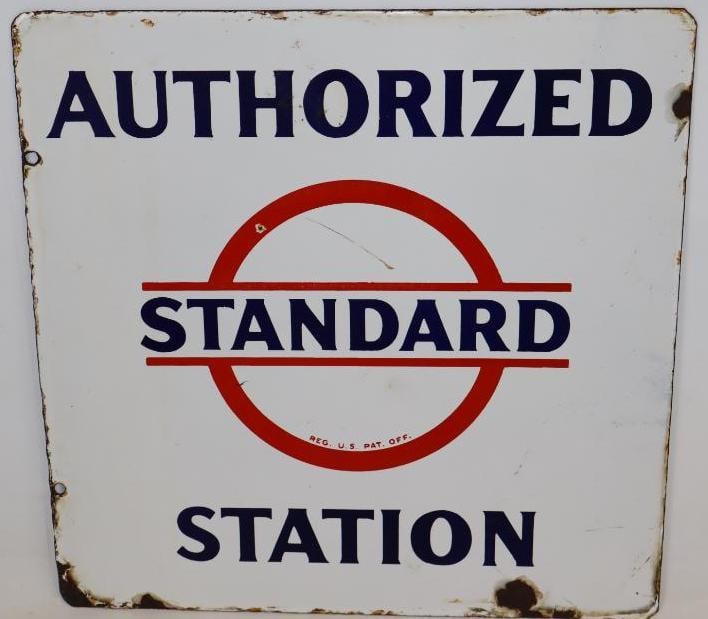 AUTHORIZED
STANDARD
REG. U.S. PAT. OFF.
STATION